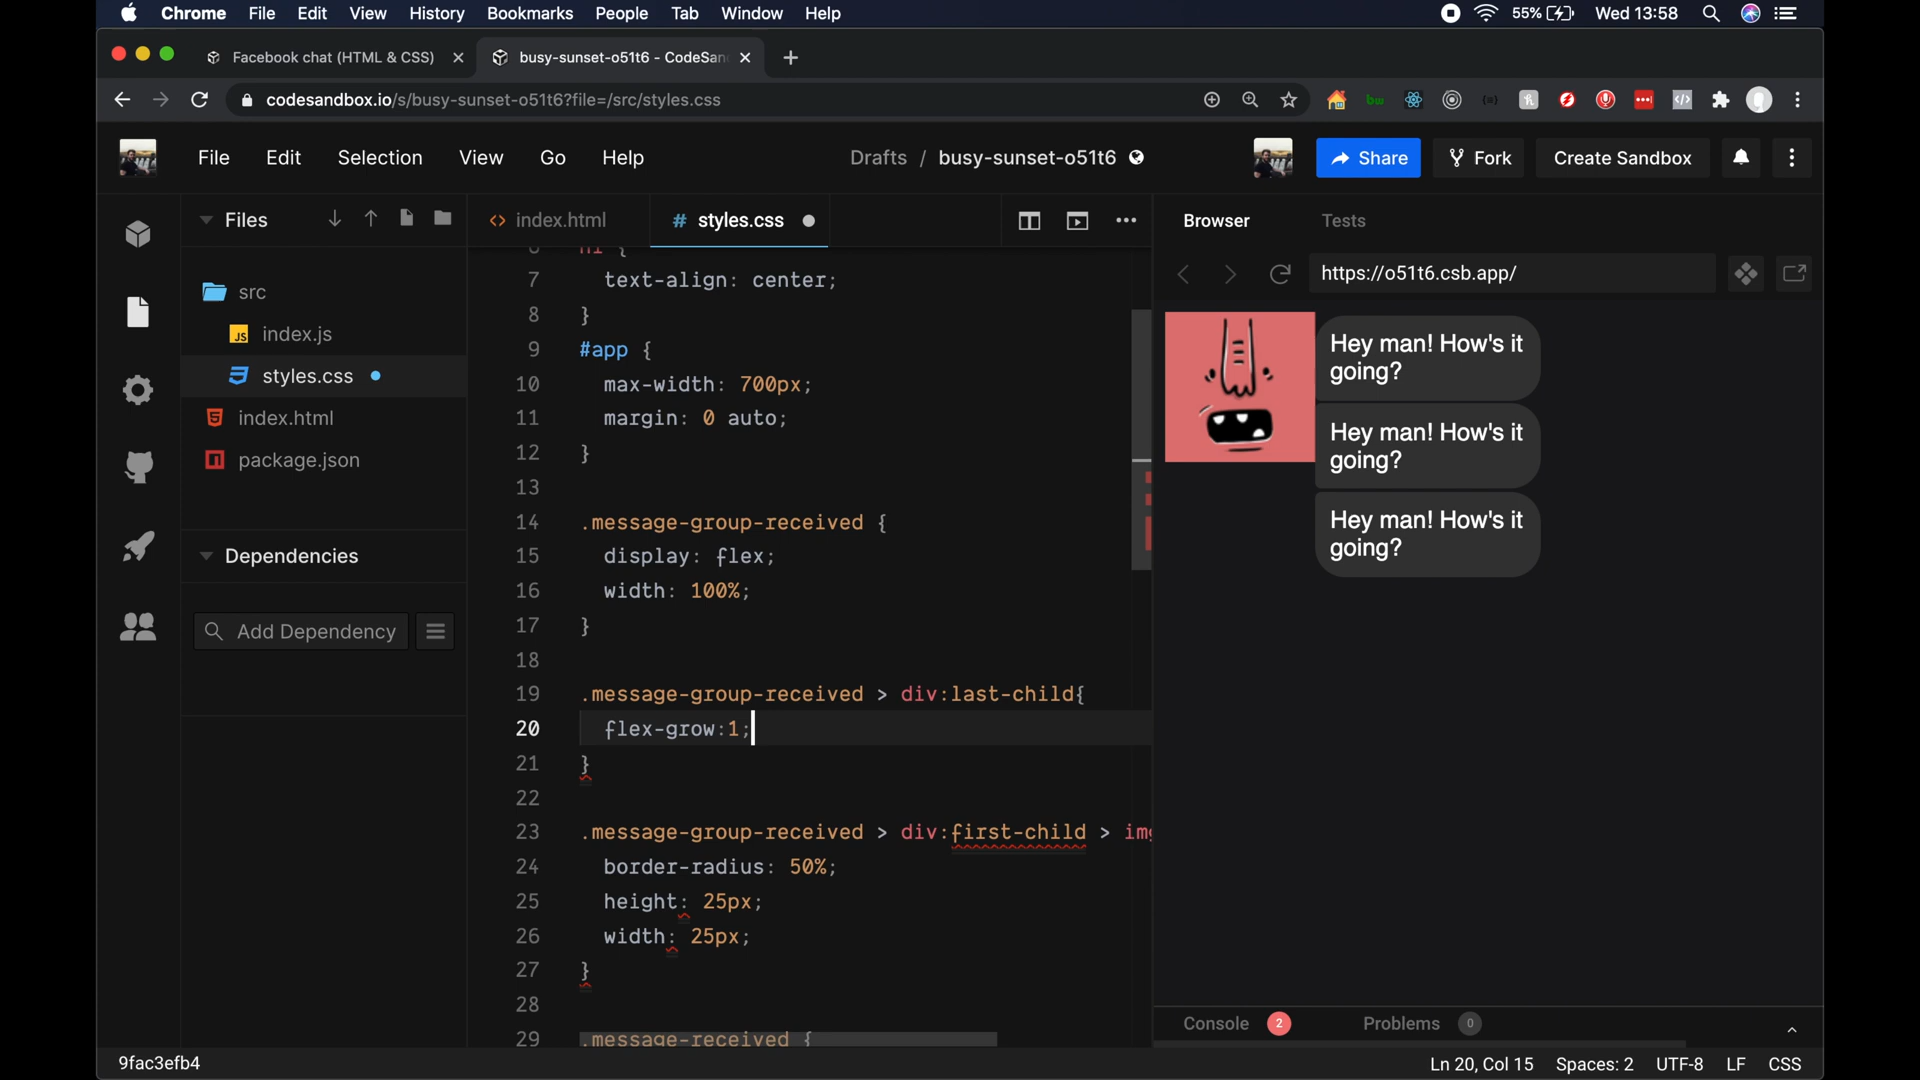 Chrome File Edit View History Bookmarks People Tab Window Help 55% Wed 13:58
Facebook chat (HTML & CSS) busy-sunset-o51t6 - CodeSan
codesandbox.io/s/busy-sunset-o51t6?file=/src/styles.css
File Edit Selection View Go Help Drafts / busy-sunset-o51t6 Share Fork Create Sandbox
Files index.html # styles.css Browser Tests
https://o51t6.csb.app/
src
JS index.js
styles.css
index.html
package.json
Dependencies
Add Dependency
7 text-align: center;
8 }
9 #app {
10 max-width: 700px;
11 margin: 0 auto;
12 }
13
14 .message-group-received {
15 display: flex;
16 width: 100%;
17 }
18
19 .message-group-received > div:last-child{
20 flex-grow:1;
21 }
22
23 .message-group-received > div:first-child > img
24 border-radius: 50%;
25 height: 25px;
26 width: 25px;
27 }
28
29 .message-received {
Hey man! How's it
going?
Hey man! How's it
going?
Hey man! How's it
going?
Console 2 Problems 0
9fac3efb4 Ln 20, Col 15 Spaces: 2 UTF-8 LF CSS